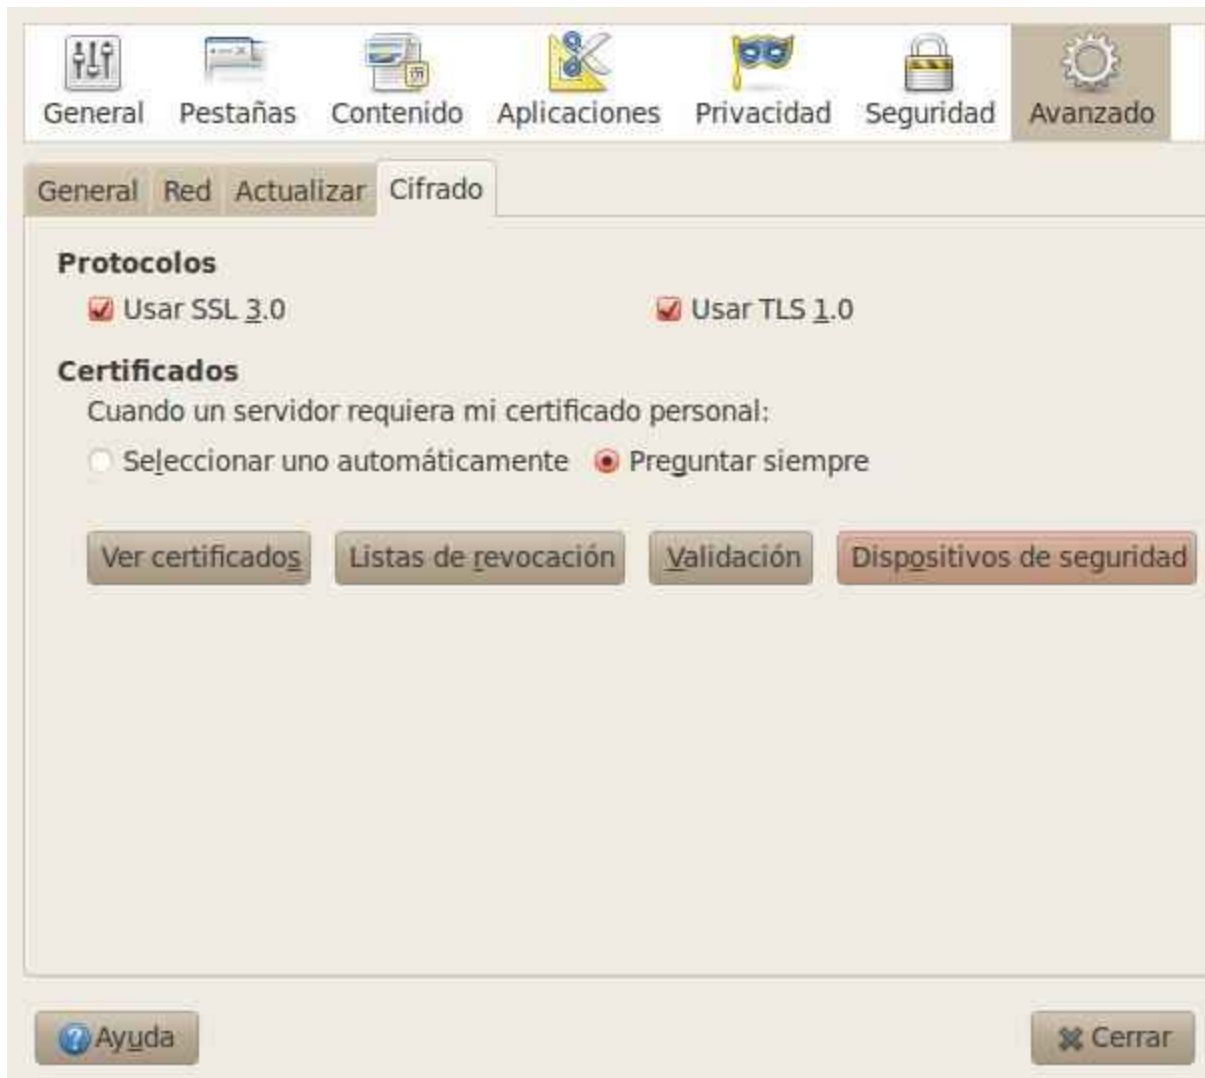 General Pestañas Contenido Aplicaciones Privacidad Seguridad Avanzado
General Red Actualizar Cifrado
Protocolos
Usar SSL 3.0 Usar TLS 1.0
Certificados
Cuando un servidor requiera mi certificado personal:
Seleccionar uno automáticamente Preguntar siempre
Ver certificados Listas de revocación Validación Dispositivos de seguridad
Ayuda Cerrar